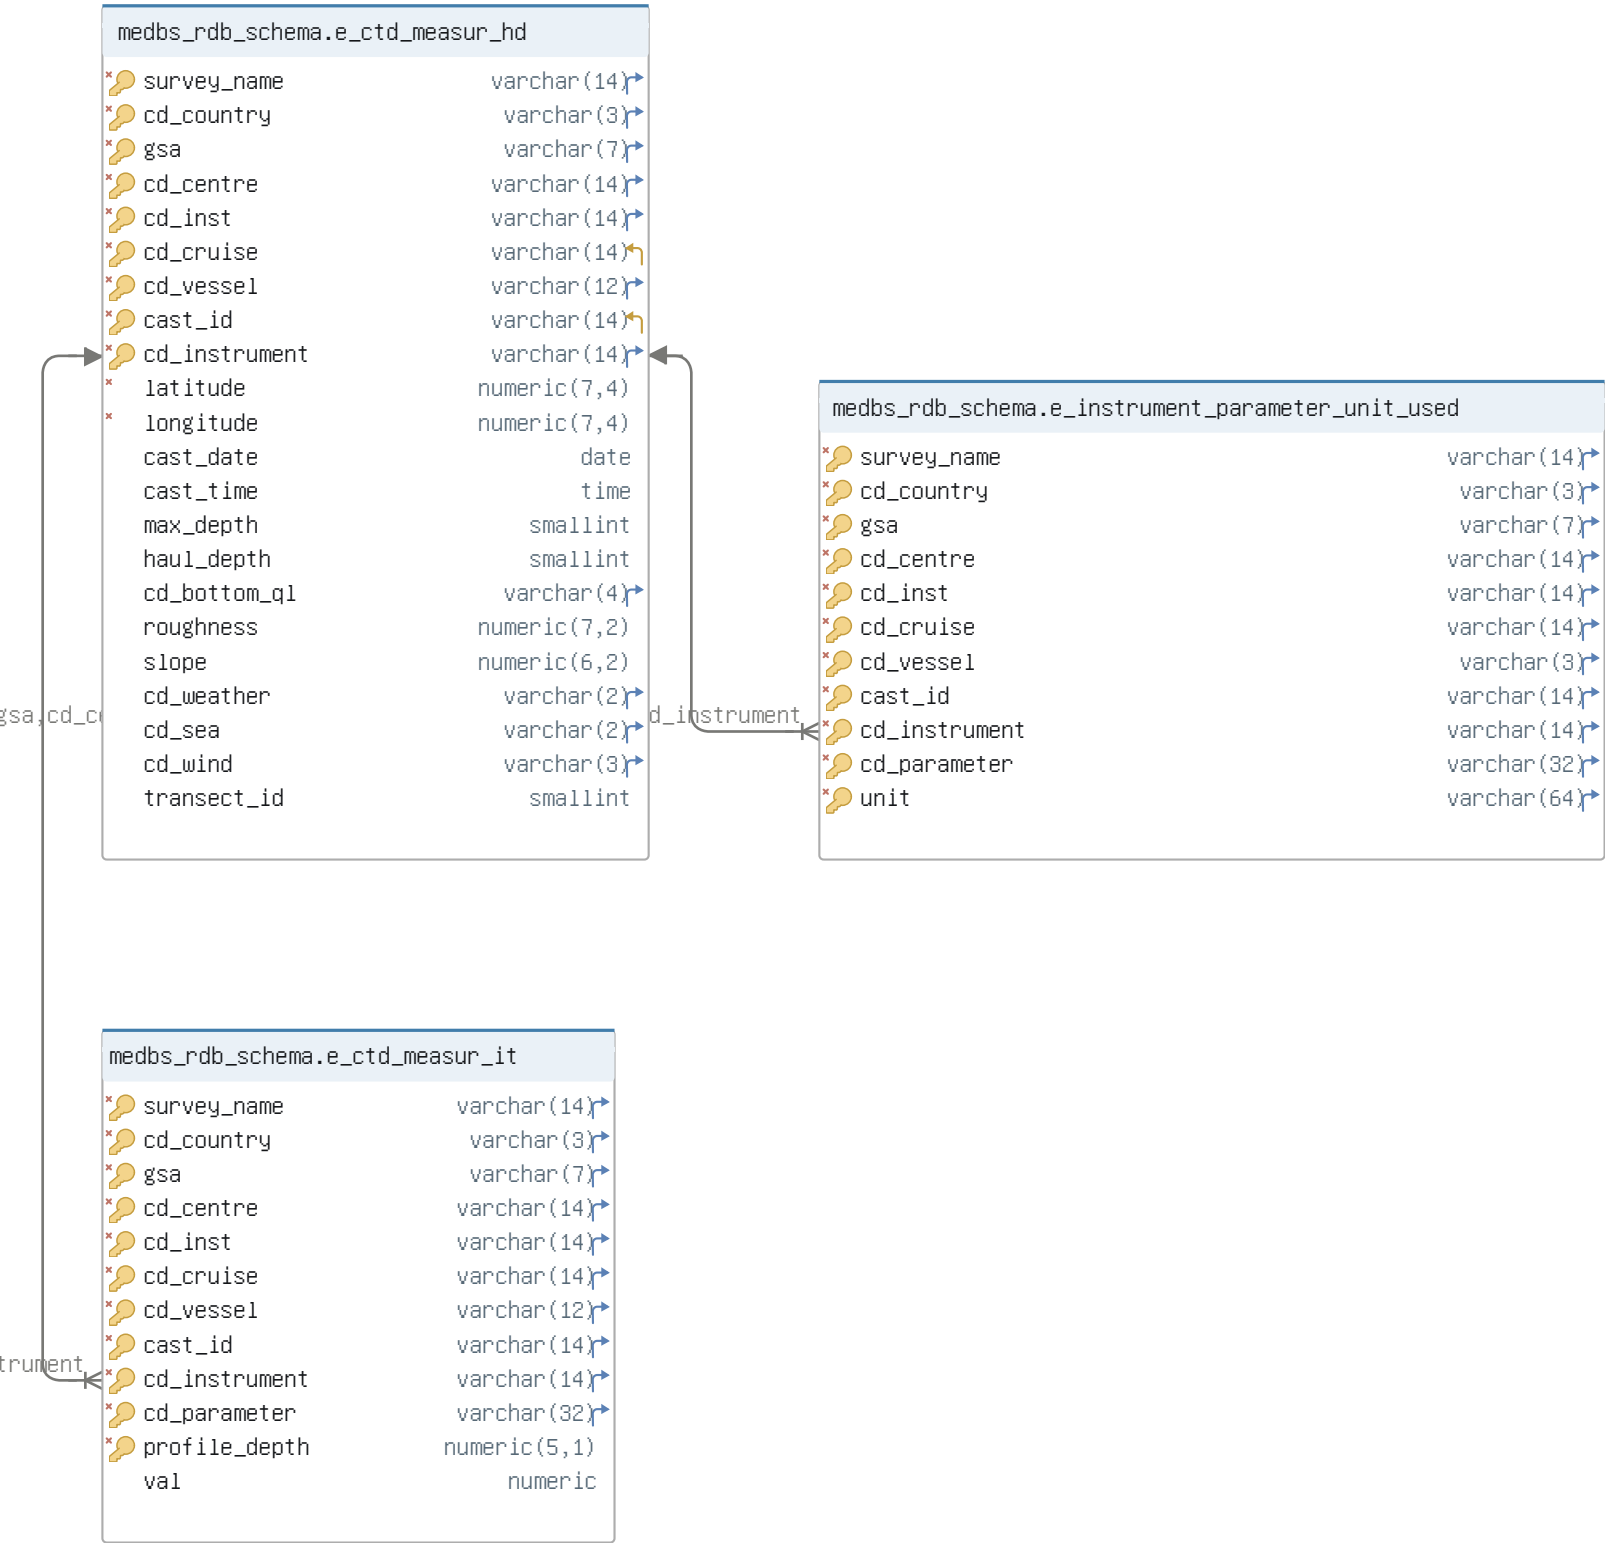 medbs_rdb_schema.e_ctd_measur_hd
survey_name varchar(14)
cd_country varchar(3)
gsa varchar(7)
cd_centre varchar(14)
cd_inst varchar(14)
cd_cruise varchar(14)
cd_vessel varchar(12)
cast_id varchar(14)
cd_instrument varchar(14)
latitude numeric(7,4)
longitude numeric(7,4)
cast_date date
cast_time time
max_depth smallint
haul_depth smallint
cd_bottom_ql varchar(4)
roughness numeric(7,2)
slope numeric(6,2)
cd_weather varchar(2)
gsa,cd_c
d_instrument
cd_sea varchar(2)
cd_wind varchar(3)
transect_id smallint
medbs_rdb_schema.e_instrument_parameter_unit_used
survey_name varchar(14)
cd_country varchar(3)
gsa varchar(7)
cd_centre varchar(14)
cd_inst varchar(14)
cd_cruise varchar(14)
cd_vessel varchar(3)
cast_id varchar(14)
cd_instrument varchar(14)
cd_parameter varchar(32)
unit varchar(64)
medbs_rdb_schema.e_ctd_measur_it
survey_name varchar(14)
cd_country varchar(3)
gsa varchar(7)
cd_centre varchar(14)
cd_inst varchar(14)
cd_cruise varchar(14)
cd_vessel varchar(12)
cast_id varchar(14)
trument
cd_instrument varchar(14)
cd_parameter varchar(32)
profile_depth numeric(5,1)
val numeric